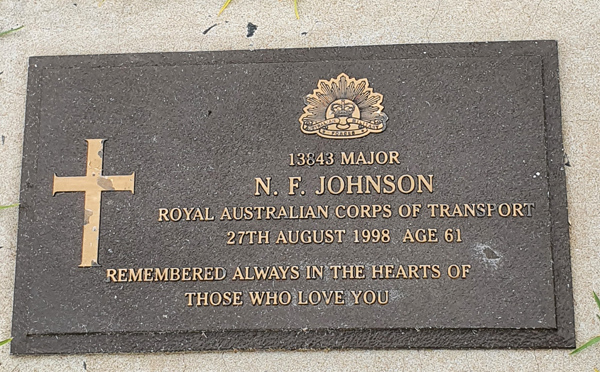 13843 MAJOR
N. F. JOHNSON
ROYAL AUSTRALIAN CORPS OF TRANSPORT
27TH AUGUST 1998 AGE 61
REMEMBERED ALWAYS IN THE HEARTS OF
THOSE WHO LOVE YOU